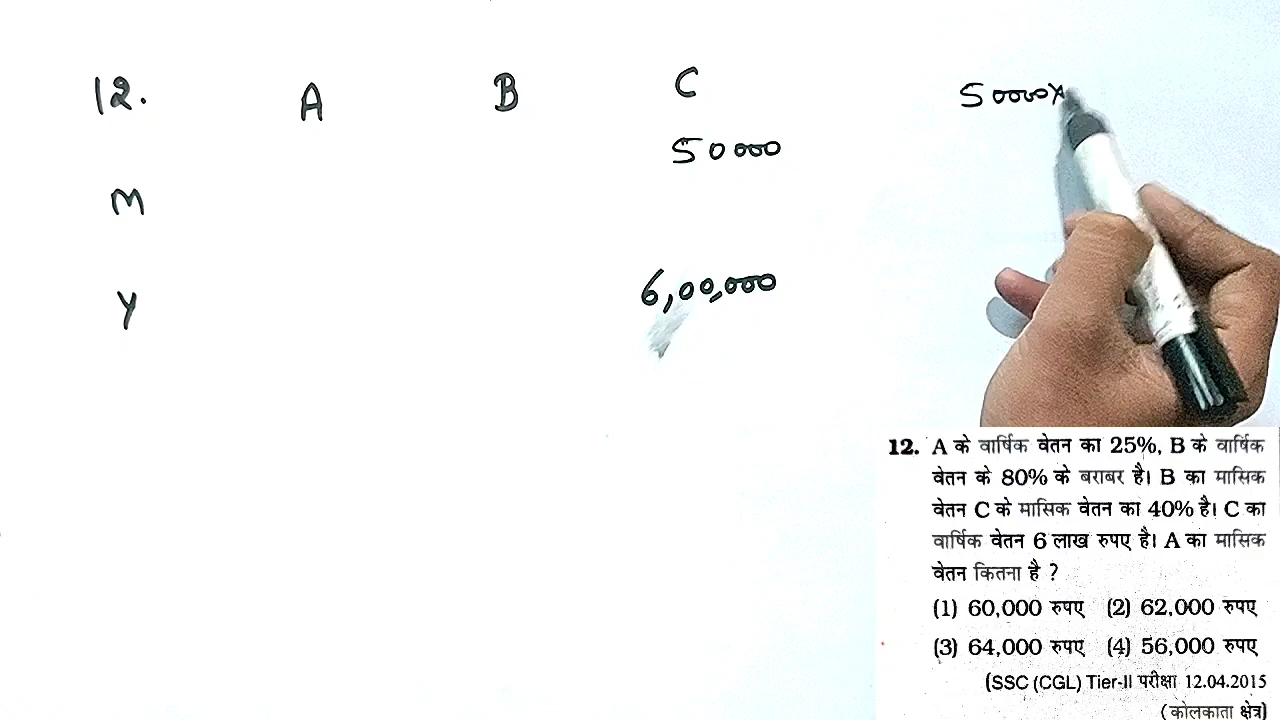 12. A B C
50000
M
Y 6,00,000
50000×
12. A के वार्षिक वेतन का 25%, B के वार्षिक
वेतन के 80% के बराबर है। B का मासिक
वेतन C के मासिक वेतन का 40% है। C का
वार्षिक वेतन 6 लाख रुपए है। A का मासिक
वेतन कितना है ?
(1) 60,000 रुपए (2) 62,000 रुपए
(3) 64,000 रुपए (4) 56,000 रुपए
(SSC (CGL) Tier-II परीक्षा 12.04.2015
(कोलकाता क्षेत्र)